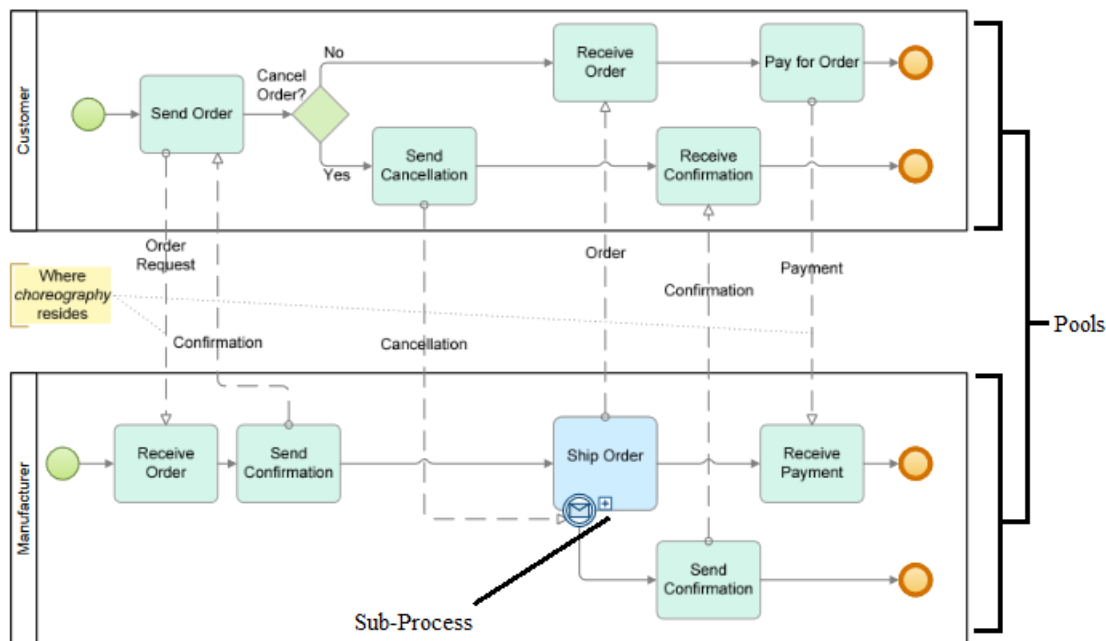 Customer
Send Order
Cancel
Order?
No
Yes
Receive
Order
Pay for Order
Send
Cancellation
Receive
Confirmation
Order
Request
Confirmation
Cancellation
Order
Confirmation
Payment
Where
choreography
resides
Pools
Manufacturer
Receive
Order
Send
Confirmation
Ship Order
Receive
Payment
Send
Confirmation
Sub-Process